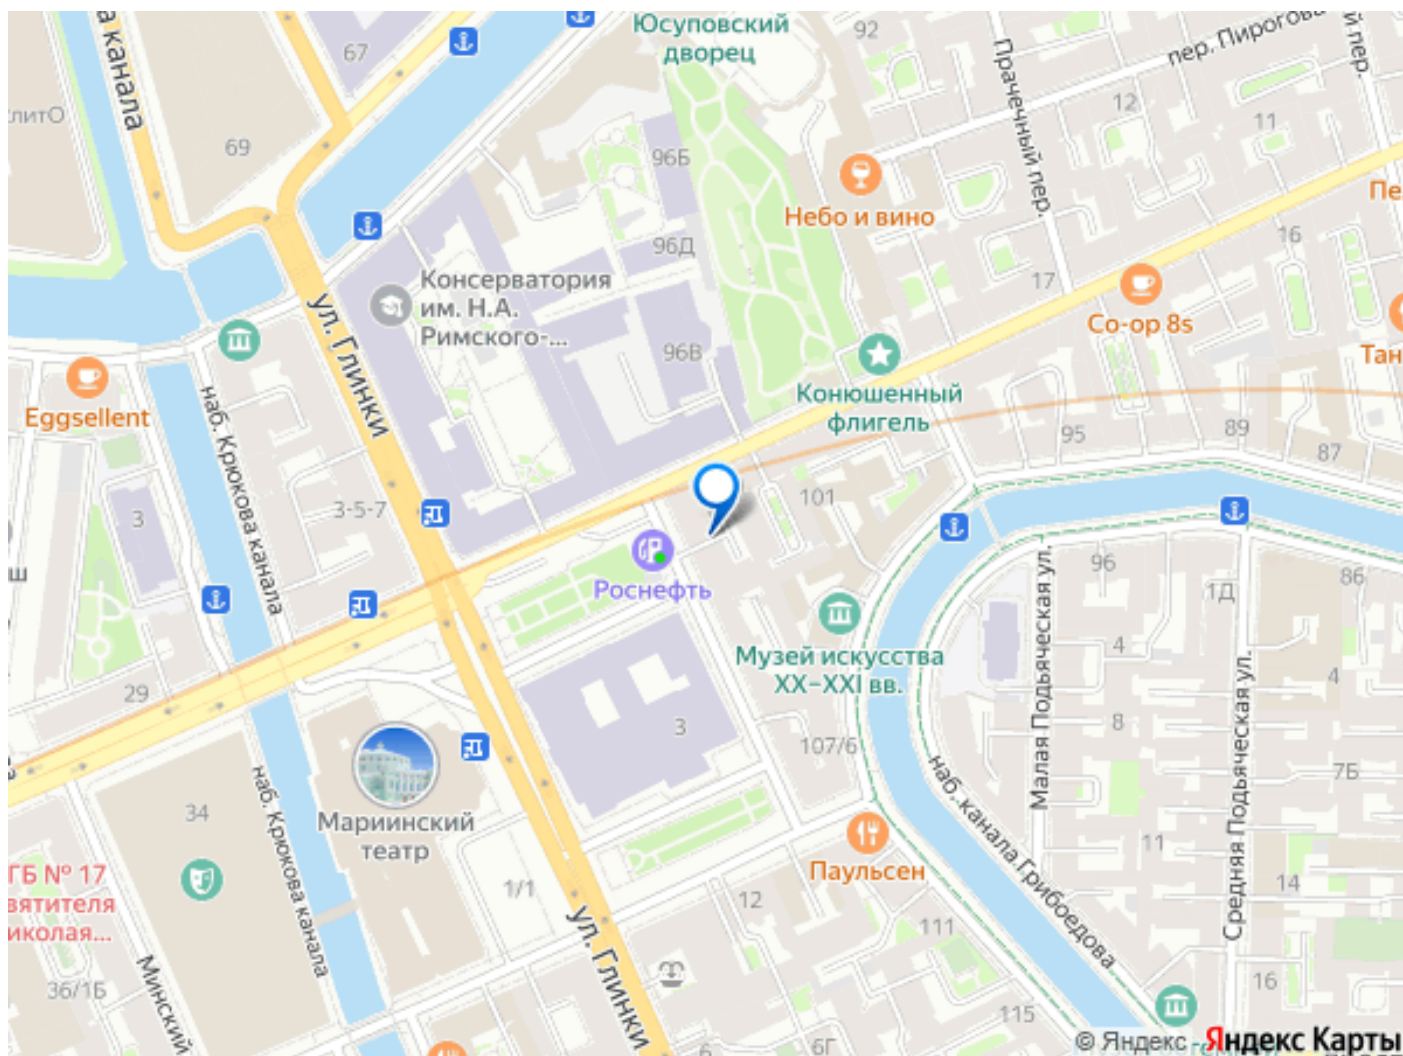 Юсуповский
дворец
92
пер. Пирогова
67
а канала
литО
69
Прачечный пер.
12
11
96Б
Небо и вино
96Д
16
17
Консерватория
им. Н.А.
Римского-...
ул. Глинки
Co-op 8s
96В
Тан
Конюшенный
флигель
Eggsellent
наб. Крюкова канала
95
89
87
3-5-7
3
101
Роснефть
96
1Д
86
Малая Подьяческая ул.
Музей искусства
XX–XXI вв.
4
4
29
3
107/6
8
7Б
Средняя Подьяческая ул.
34
Мариинский
театр
наб. Крюкова канала
наб. канала Грибоедова
11
Паульсен
14
ГБ № 17
вятителя
иколая...
1/1
12
111
ул. Глинки
36/1Б
Минский
16
115
6
6Г
© Яндекс Яндекс Карты